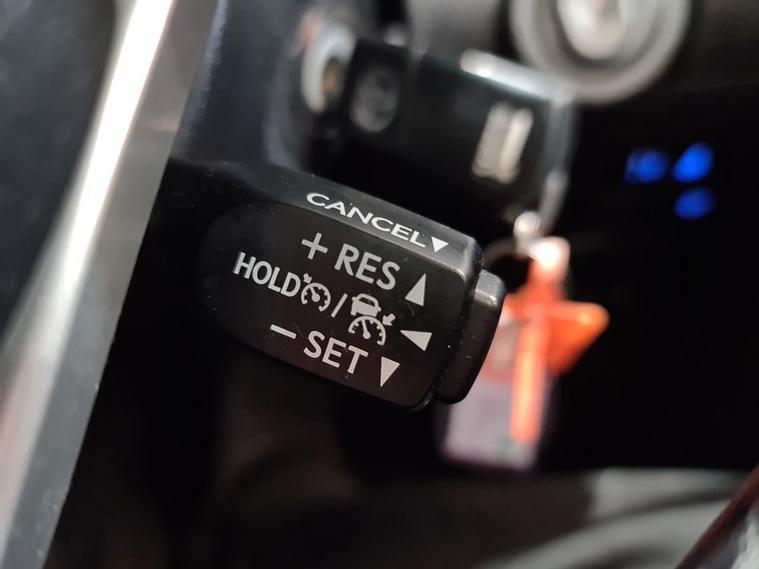 CANCEL▼
+ RES ▲
HOLD /
− SET ▼